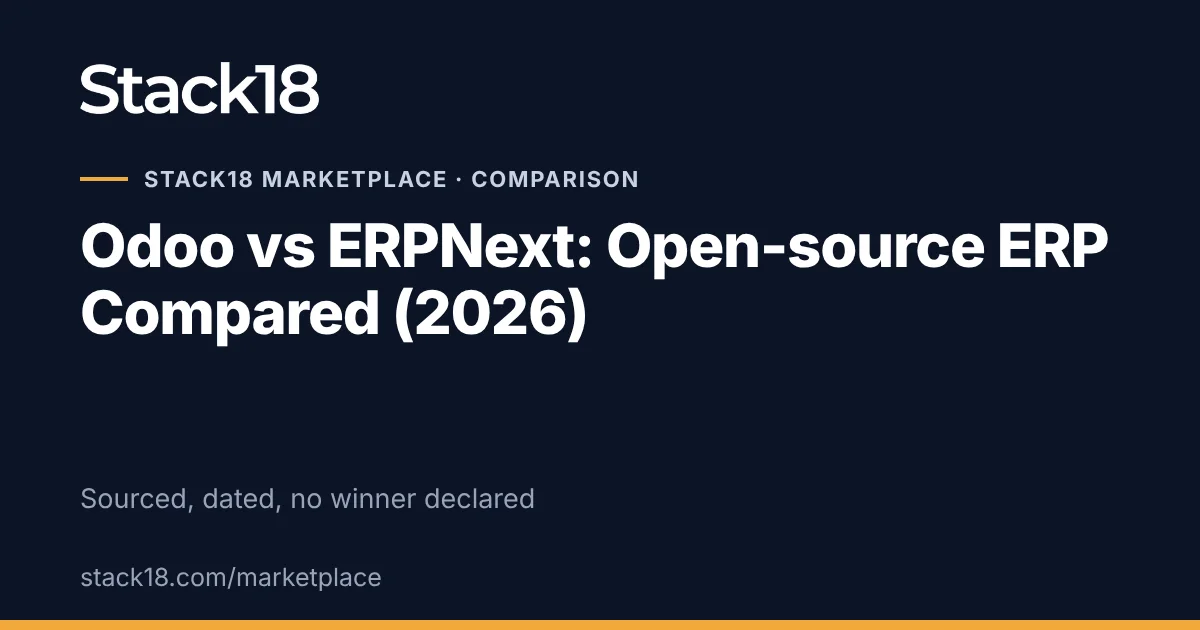 Stack18
STACK18 MARKETPLACE · COMPARISON
Odoo vs ERPNext: Open-source ERP
Compared (2026)
Sourced, dated, no winner declared
stack18.com/marketplace